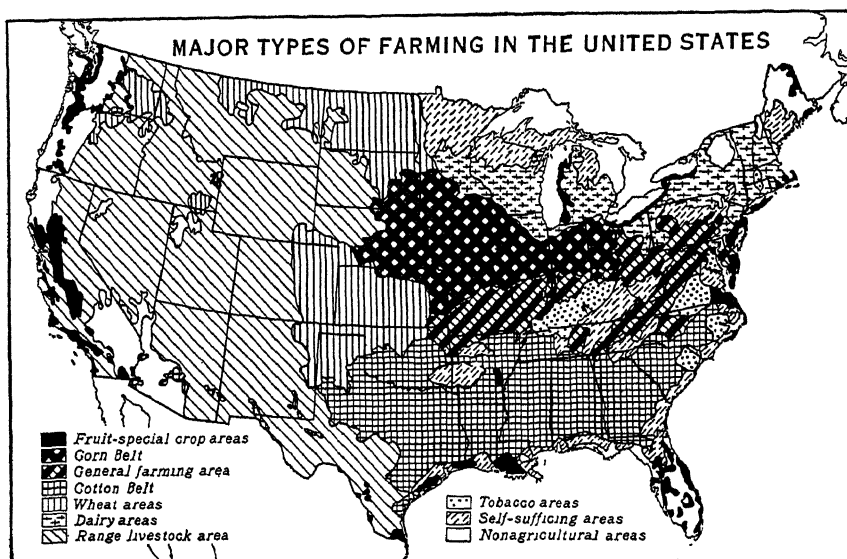 MAJOR TYPES OF FARMING IN THE UNITED STATES
Fruit-special crop areas
Corn Belt
General farming area
Cotton Belt
Wheat areas
Dairy areas
Range livestock area
Tobacco areas
Self-sufficing areas
Nonagricultural areas